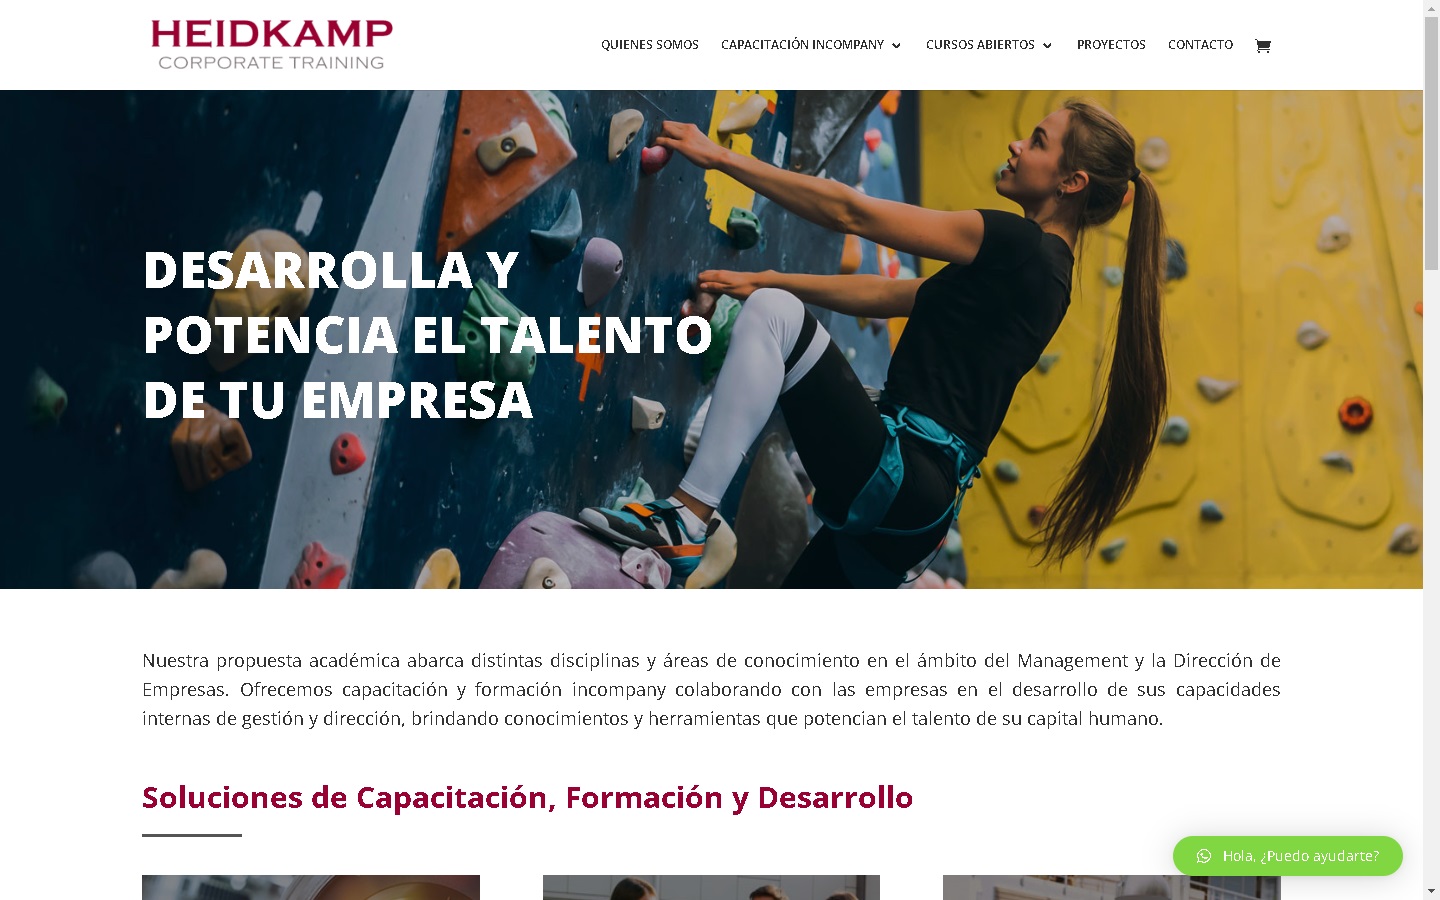 HEIDKAMP
CORPORATE TRAINING
QUIENES SOMOS
CAPACITACIÓN INCOMPANY
CURSOS ABIERTOS
PROYECTOS
CONTACTO
DESARROLLA Y
POTENCIA EL TALENTO
DE TU EMPRESA
Nuestra propuesta académica abarca distintas disciplinas y áreas de conocimiento en el ámbito del Management y la Dirección de
Empresas. Ofrecemos capacitación y formación incompany colaborando con las empresas en el desarrollo de sus capacidades
internas de gestión y dirección, brindando conocimientos y herramientas que potencian el talento de su capital humano.
Soluciones de Capacitación, Formación y Desarrollo
Hola, ¿Puedo ayudarte?